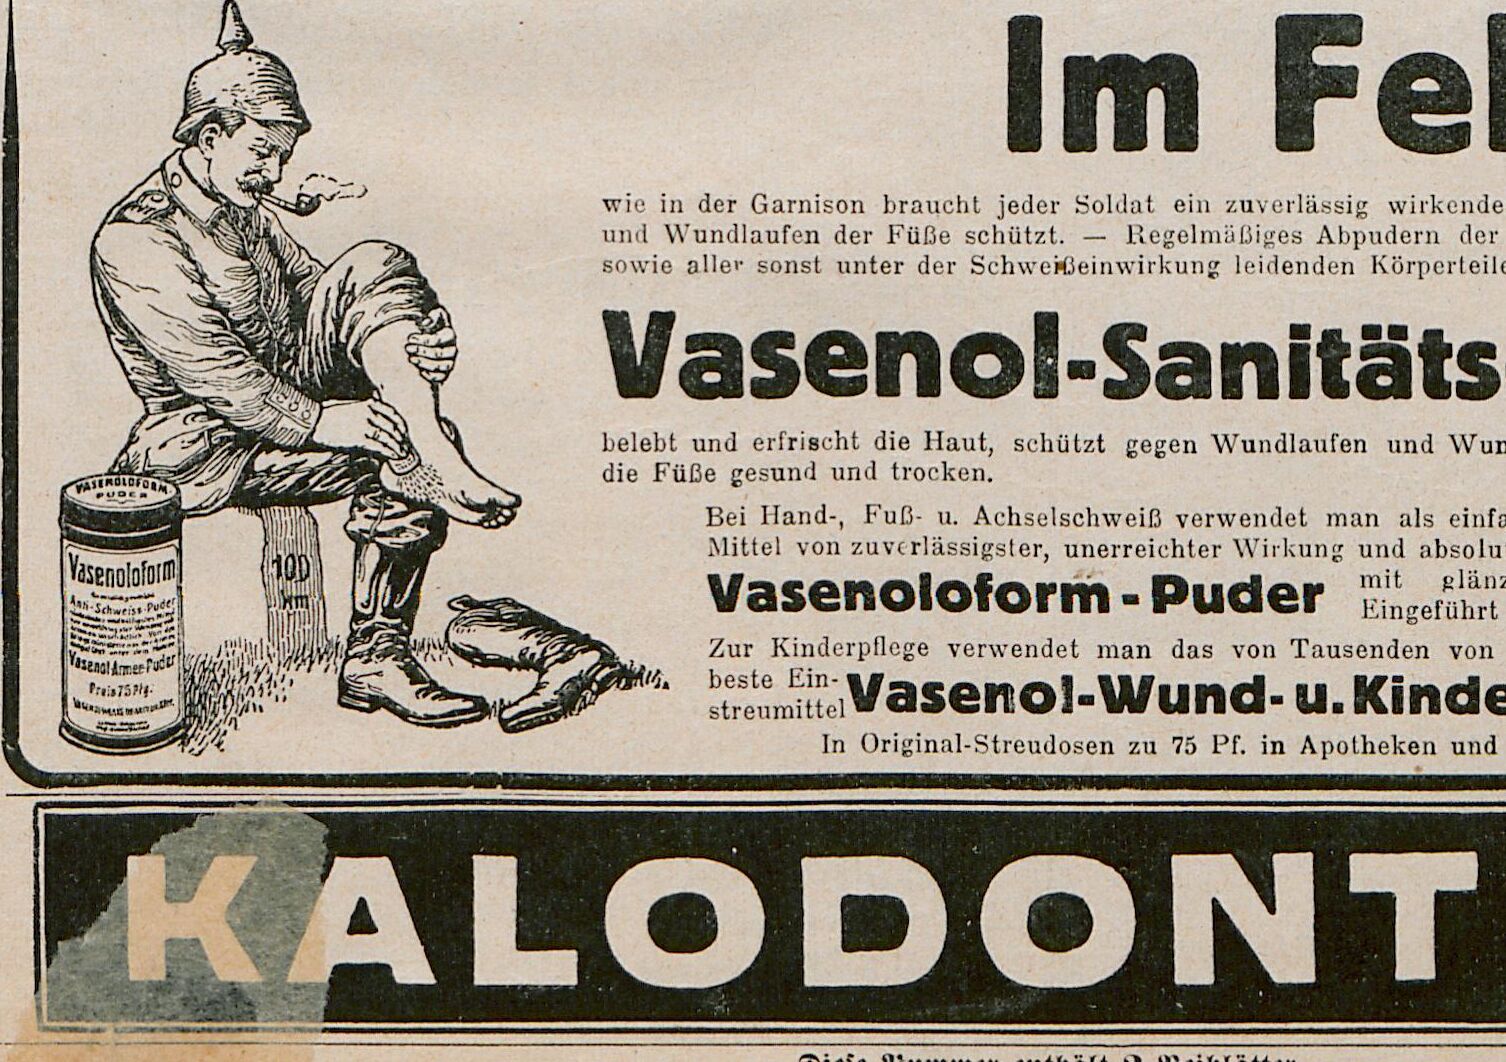 Im Fel
wie in der Garnison braucht jeder Soldat ein zuverlässig wirkende
und Wundlaufen der Füße schützt. — Regelmäßiges Abpudern der
sowie aller sonst unter der Schweißeinwirkung leidenden Körperteile
Vasenol-Sanitäts-
belebt und erfrischt die Haut, schützt gegen Wundlaufen und Wun
die Füße gesund und trocken.
Bei Hand-, Fuß- u. Achselschweiß verwendet man als einfa
Mittel von zuverlässigster, unerreichter Wirkung und absolu
Vasenoloform-Puder
mit glänz
Eingeführt
Zur Kinderpflege verwendet man das von Tausenden von
beste Ein-
streumittel
Vasenol-Wund- u. Kinde
In Original-Streudosen zu 75 Pf. in Apotheken und
VASENOLOFORM
PUDER
Vasenoloform
Anti-Schweiss-Puder
Vasenol Armee-Puder
Preis 75 Pfg.
100
km
KALODONT
Diese Nummer enthält 2 Beiblätter